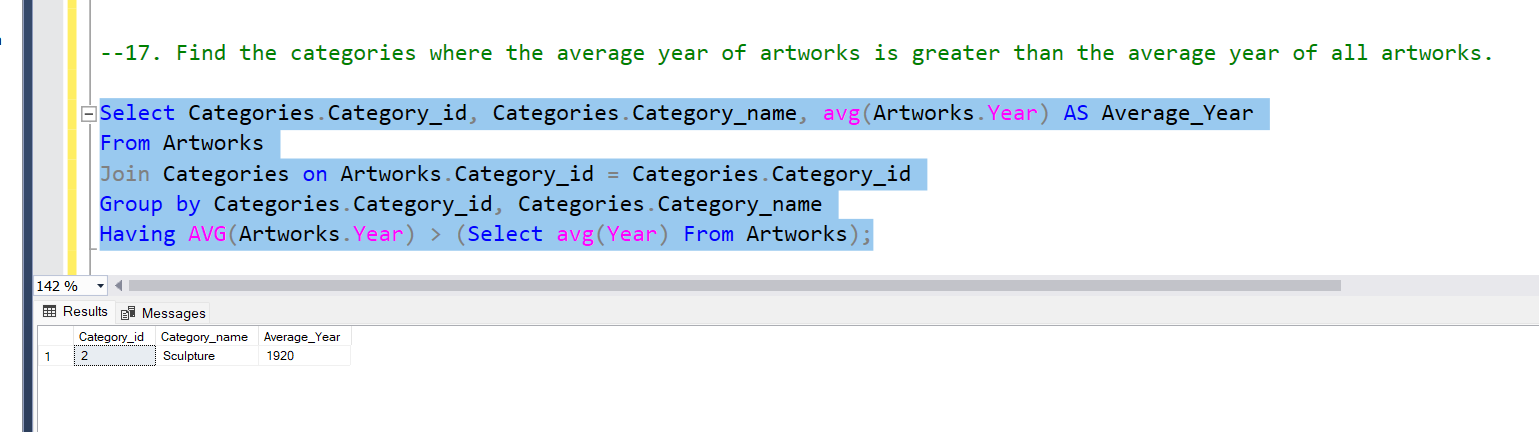 --17. Find the categories where the average year of artworks is greater than the average year of all artworks.
Select Categories.Category_id, Categories.Category_name, avg(Artworks.Year) AS Average_Year
From Artworks
Join Categories on Artworks.Category_id = Categories.Category_id
Group by Categories.Category_id, Categories.Category_name
Having AVG(Artworks.Year) > (Select avg(Year) From Artworks);
142 %
Results Messages
Category_id Category_name Average_Year
1 2 Sculpture 1920